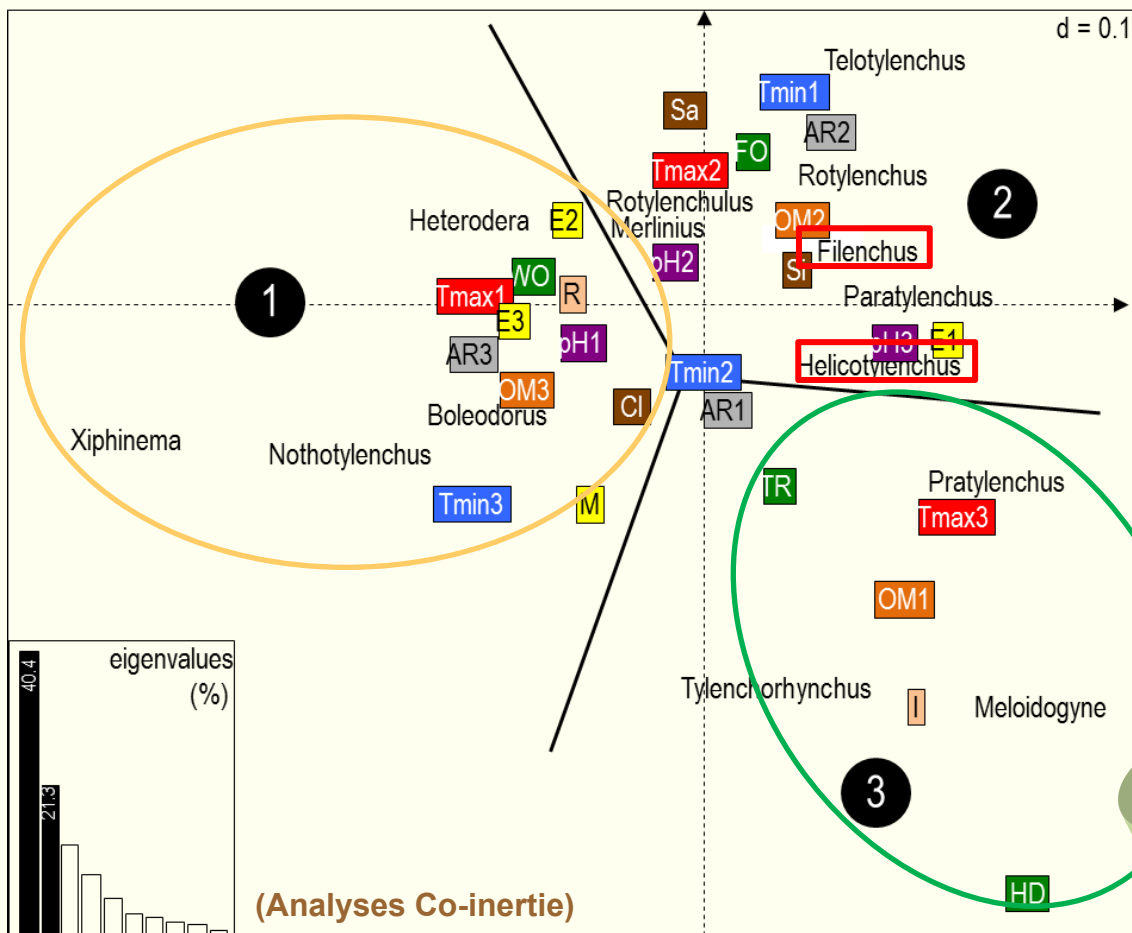 d = 0.1
Telotylenchus
Tmin1
Sa
AR2
FO
Tmax2
Rotylenchus
Rotylenchulus
2
Heterodera
E2
OM2
Merlinius
Filenchus
pH2
Si
WO
1
Tmax1
R
Paratylenchus
E3
pH1
pH3
E1
AR3
Helicotylenchus
Tmin2
OM3
Cl
AR1
Boleodorus
Xiphinema
Nothotylenchus
TR
Pratylenchus
Tmin3
M
Tmax3
OM1
eigenvalues
(%)
40.4
Tylenchorhynchus
I
Meloidogyne
21.3
3
HD
(Analyses Co-inertie)